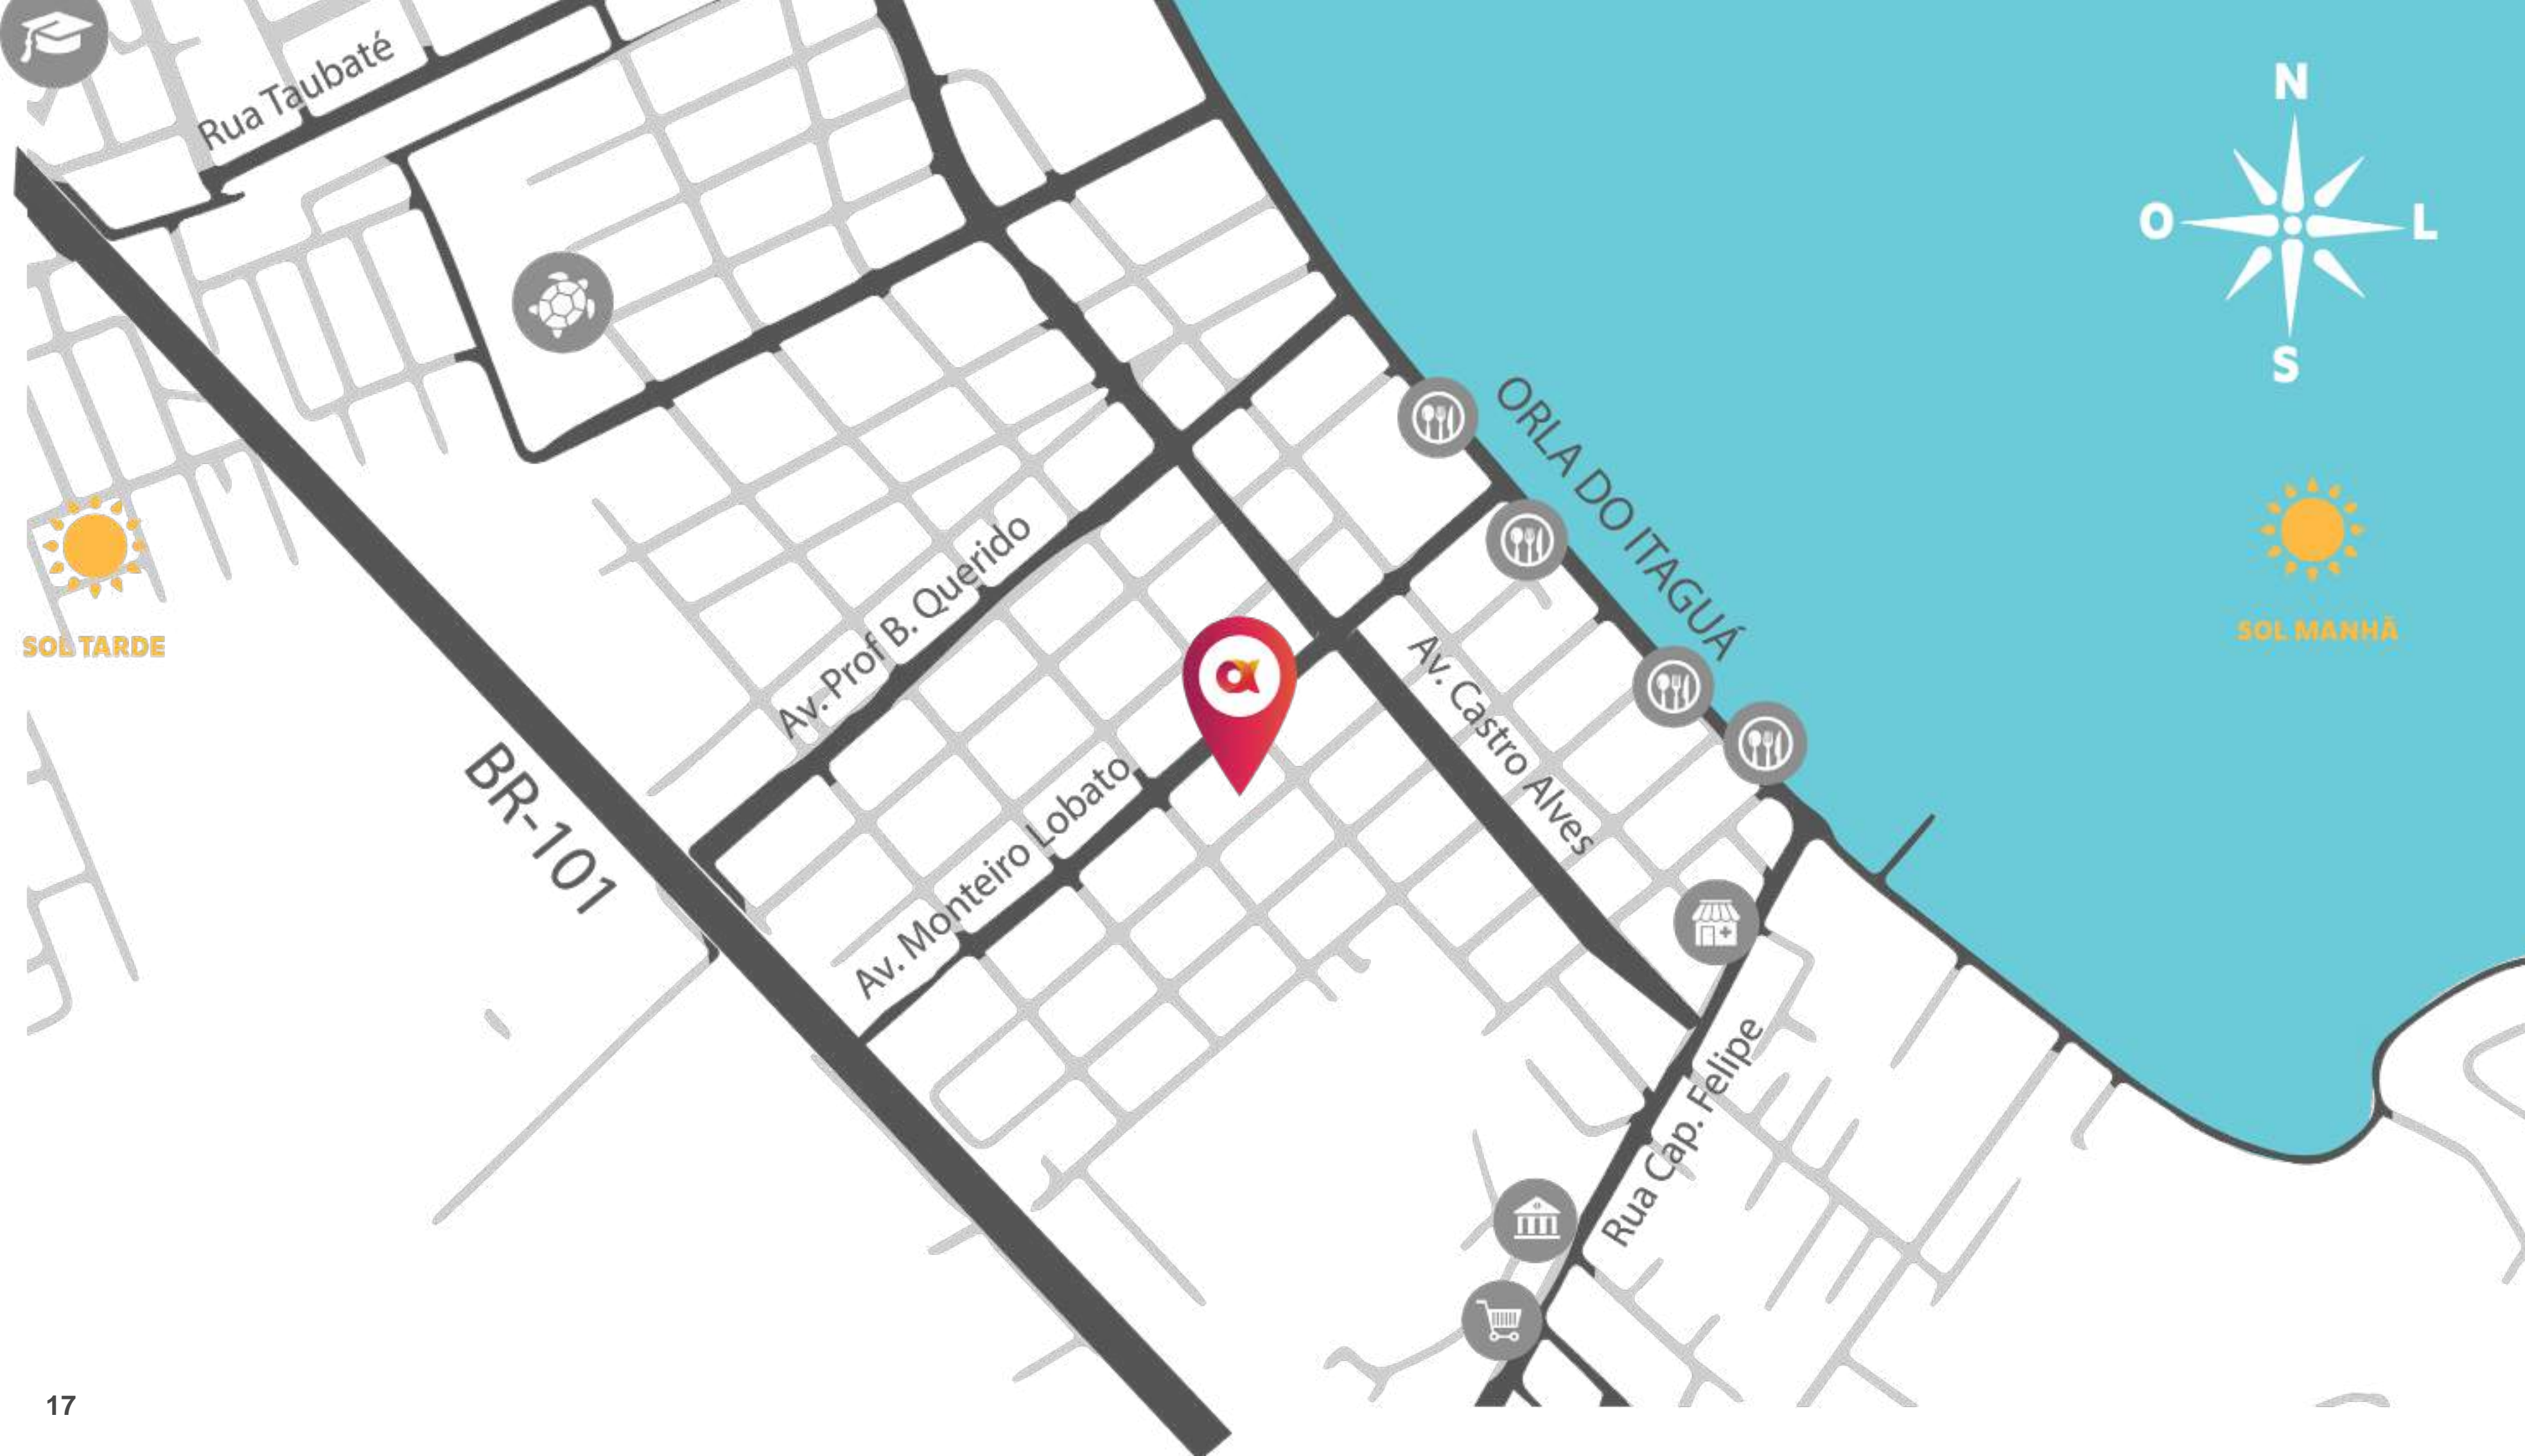 Rua Taubaté
N
O
L
S
ORLA DO ITAGUÁ
SOL TARDE
SOL MANHÃ
Av. Prof B. Querido
Av. Castro Alves
BR-101
Av. Monteiro Lobato
Rua Cap. Felipe
17